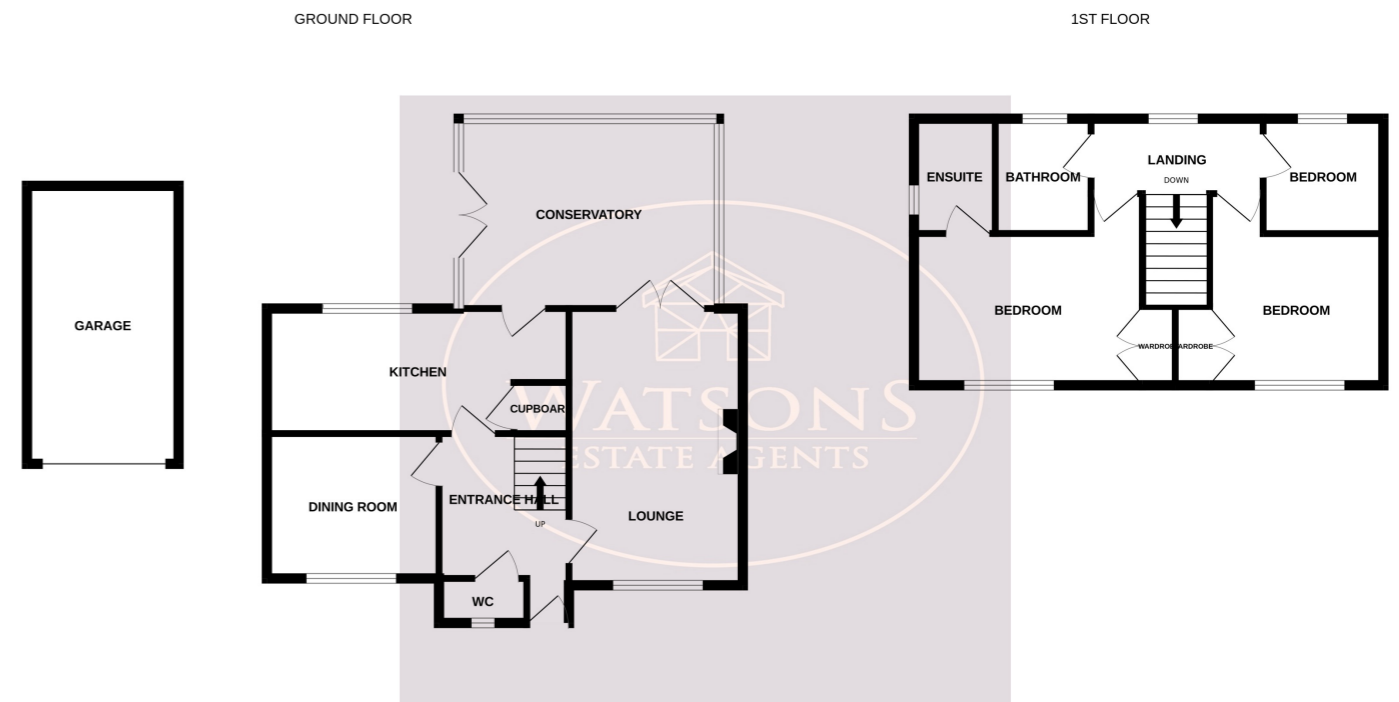 GROUND FLOOR
1ST FLOOR
GARAGE
CONSERVATORY
KITCHEN
CUPBOAR
DINING ROOM
ENTRANCE HALL
UP
LOUNGE
WC
WATSONS
ESTATE AGENTS
ENSUITE
BATHROOM
LANDING
DOWN
BEDROOM
BEDROOM
BEDROOM
WARDROBE
ARDROBE